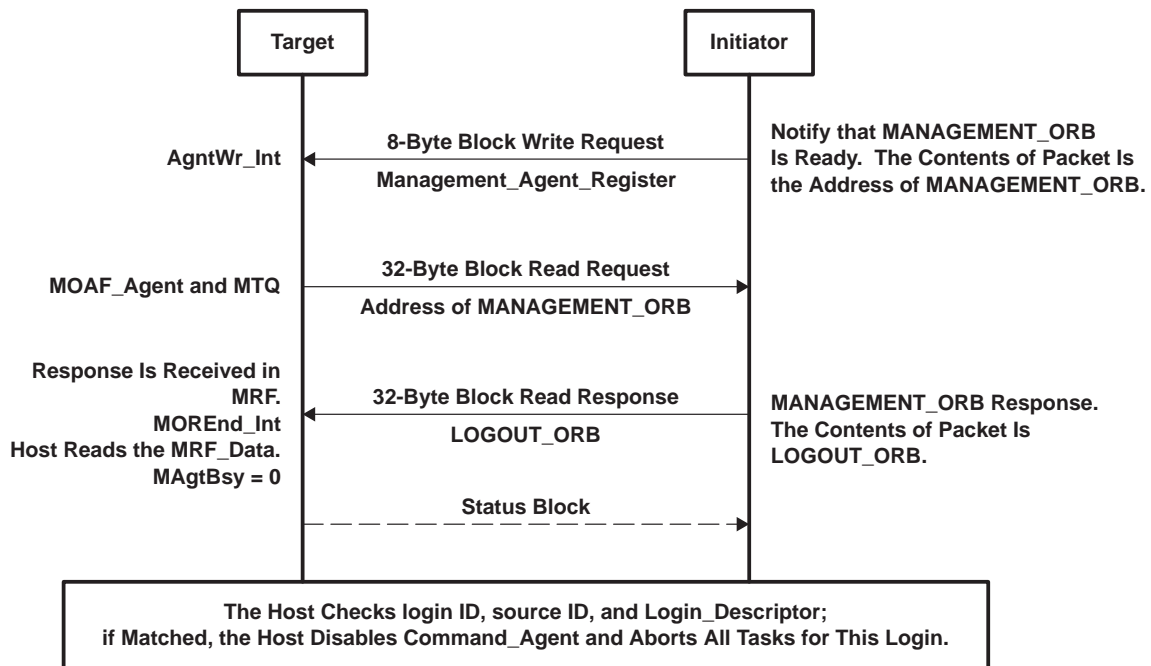 Target
Initiator
AgntWr_Int
8-Byte Block Write Request
Management_Agent_Register
Notify that MANAGEMENT_ORB
Is Ready. The Contents of Packet Is
the Address of MANAGEMENT_ORB.
MOAF_Agent and MTQ
32-Byte Block Read Request
Address of MANAGEMENT_ORB
Response Is Received in
MRF.
MOREnd_Int
Host Reads the MRF_Data.
MAgtBsy = 0
32-Byte Block Read Response
LOGOUT_ORB
MANAGEMENT_ORB Response.
The Contents of Packet Is
LOGOUT_ORB.
Status Block
The Host Checks login ID, source ID, and Login_Descriptor;
if Matched, the Host Disables Command_Agent and Aborts All Tasks for This Login.